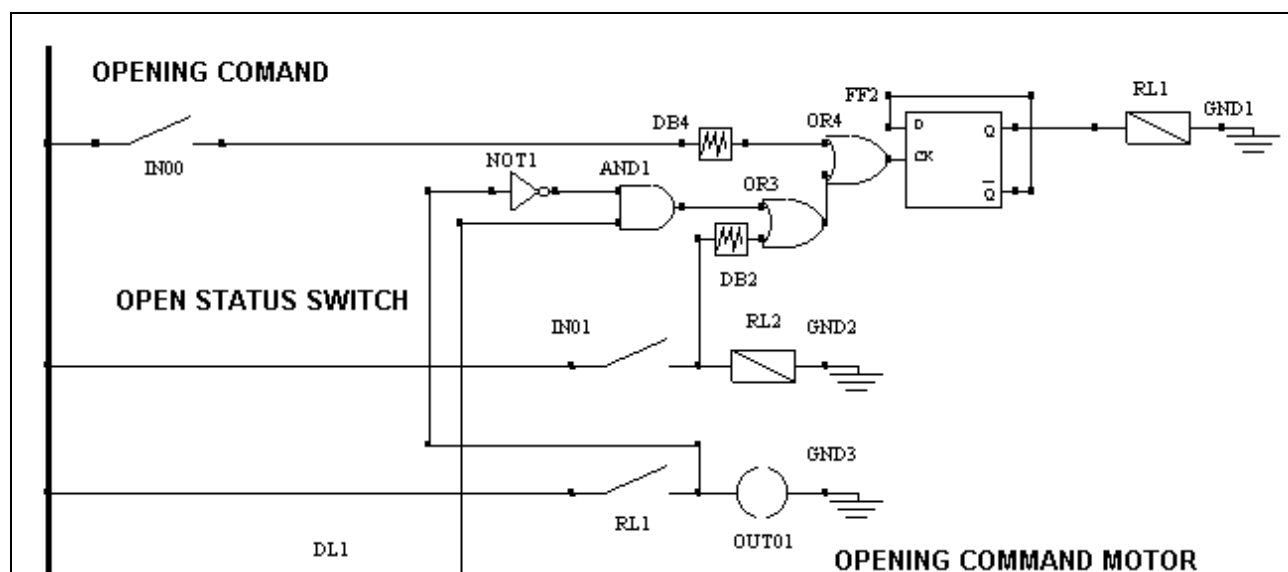 OPENING COMAND
IN00
DB4
OR4
FF2
D
Q
CK
Q
RL1
GND1
NOT1
AND1
OR3
DB2
OPEN STATUS SWITCH
IN01
RL2
GND2
RL1
OUT01
GND3
DL1
OPENING COMMAND MOTOR